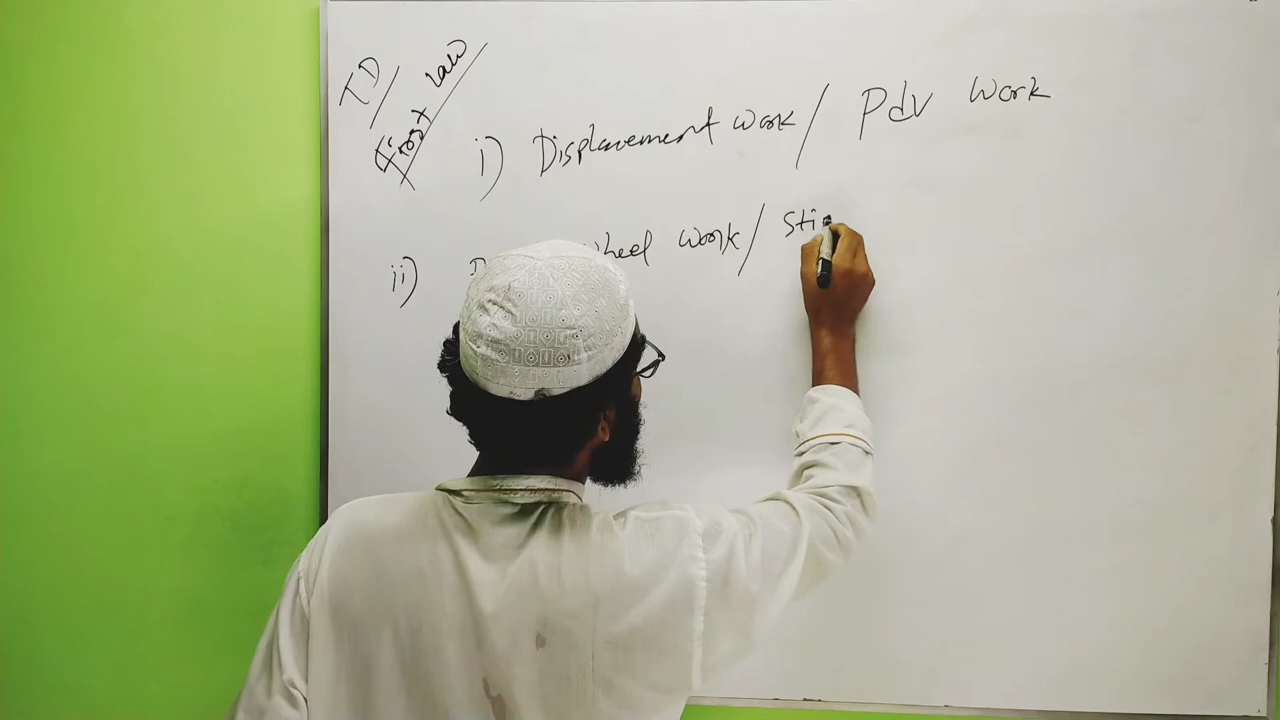 TD/
First law
i) Displacement work/ Pdv work
ii) wheel work/ Sti